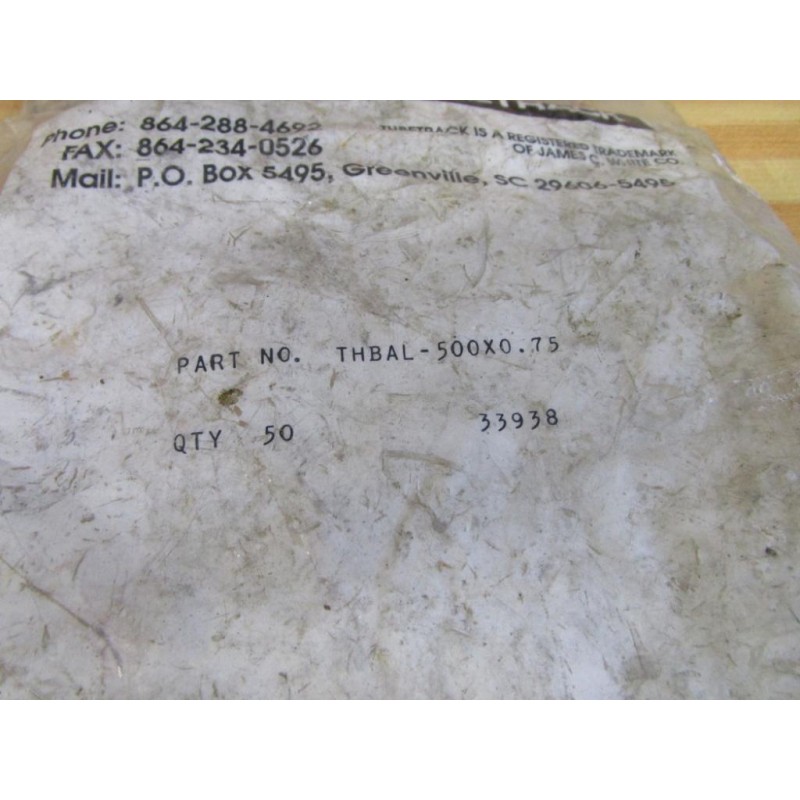 Phone: 864-288-4692
FAX: 864-234-0526
Mail: P.O. Box 5495, Greenville, SC 29606-5495
TUBETRACK IS A REGISTERED TRADEMARK
OF JAMES C. WHITE CO.
PART NO. THBAL-500X0.75
QTY 50 33938